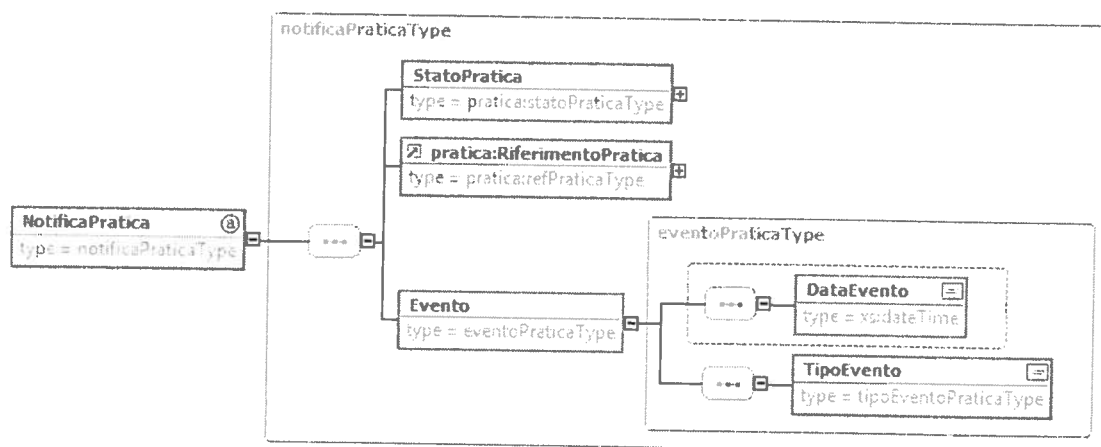 notificaPraticaType
StatoPratica
type = pratica:statoPraticaType
pratica:RiferimentoPratica
type = pratica:refPraticaType
NotificaPratica
type = notificaPraticaType
eventoPraticaType
DataEvento
type = xs:dateTime
Evento
type = eventoPraticaType
TipoEvento
type = tipoEventoPraticaType